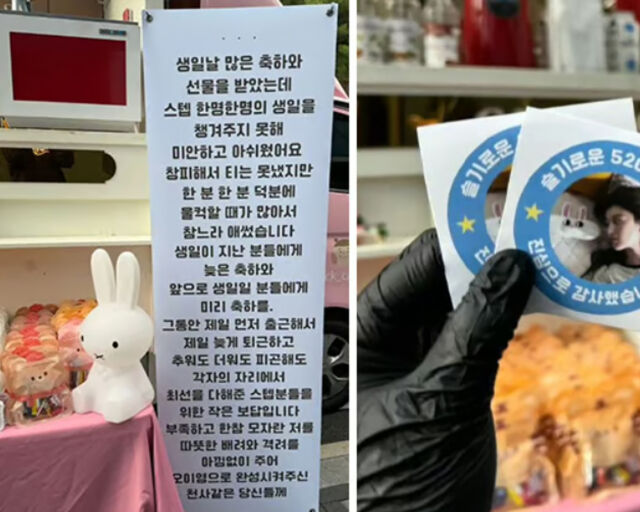 ...
생일날 많은 축하와
선물을 받았는데
스텝 한명한명의 생일을
챙겨주지 못해
미안하고 아쉬웠어요
창피해서 티는 못냈지만
한 분 한 분 덕분에
울컥할 때가 많아서
참느라 애썼습니다
생일이 지난 분들에게
늦은 축하와
앞으로 생일일 분들에게
미리 축하를.
그동안 제일 먼저 출근해서
제일 늦게 퇴근하고
추워도 더워도 피곤해도
각자의 자리에서
최선을 다해준 스텝분들을
위한 작은 보답입니다
부족하고 한참 모자란 저를
따뜻한 배려와 격려를
아낌없이 주어
오이영으로 완성시켜주신
천사같은 당신들께
슬기로운
진
슬기로운 520
진심으로 감사했습니